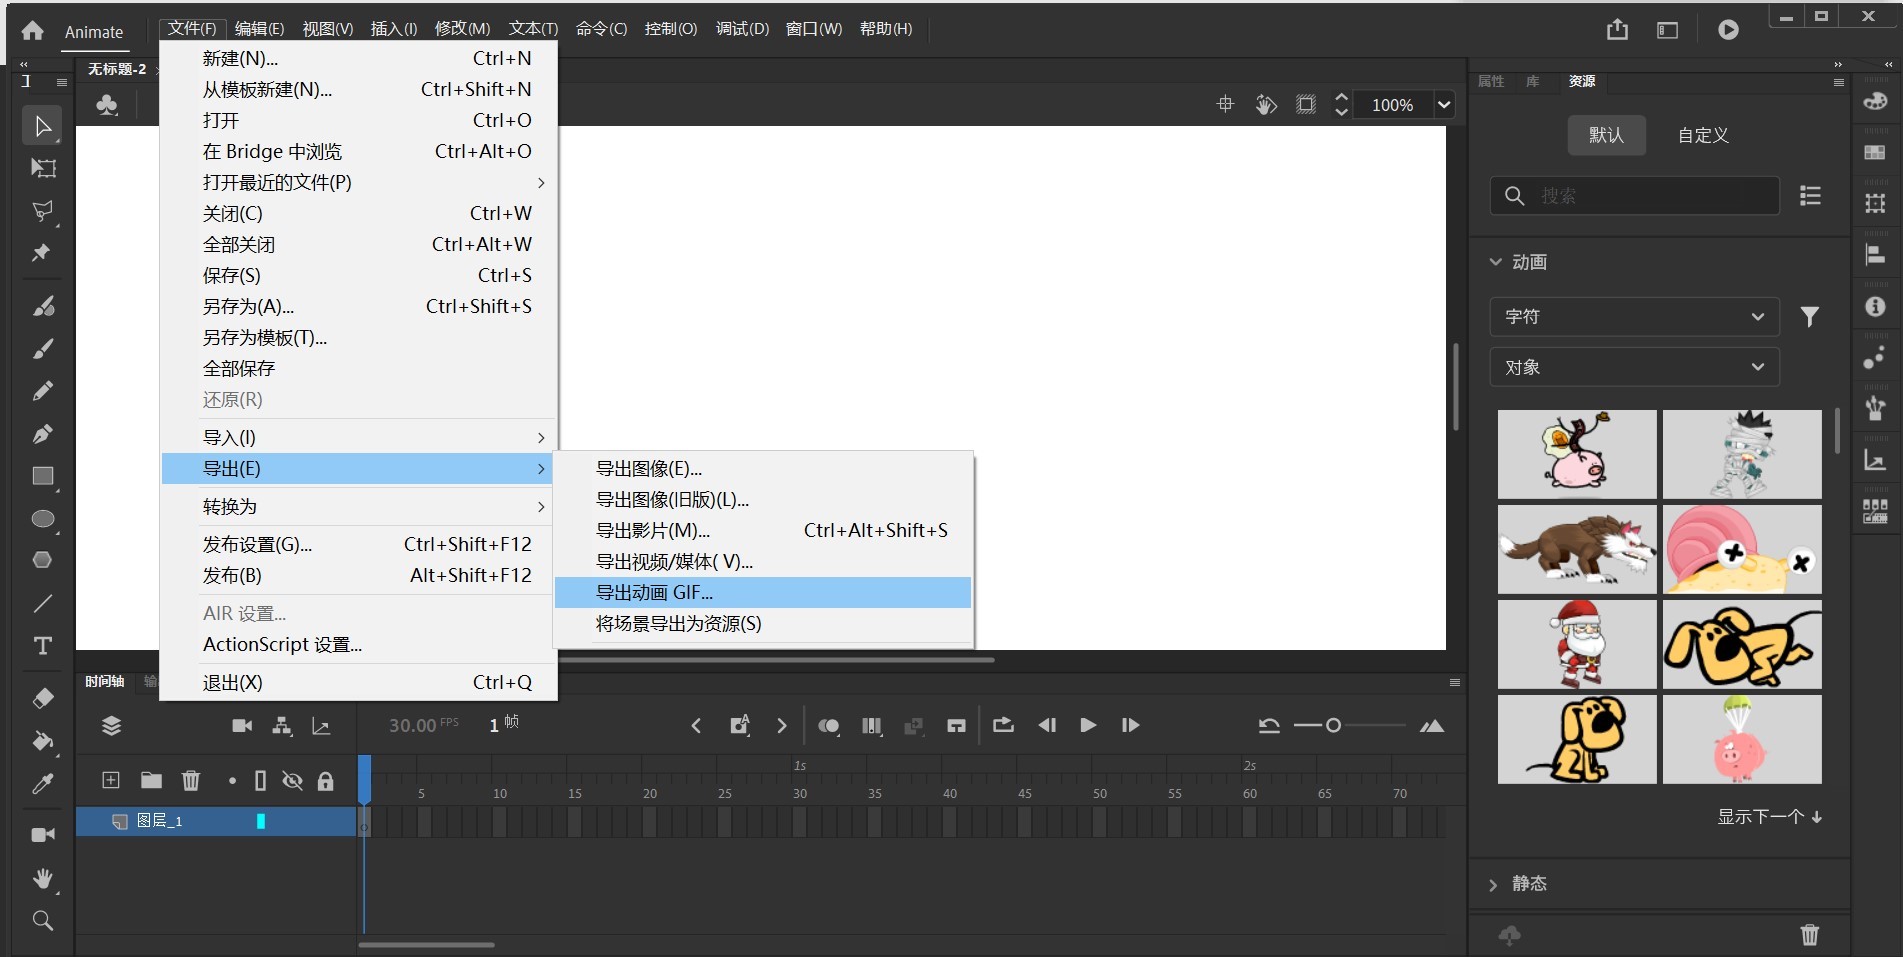 Animate
文件(F) 编辑(E) 视图(V) 插入(I) 修改(M) 文本(T) 命令(C) 控制(O) 调试(D) 窗口(W) 帮助(H)
无标题-2
新建(N)... Ctrl+N
从模板新建(N)... Ctrl+Shift+N
打开 Ctrl+O
在 Bridge 中浏览 Ctrl+Alt+O
打开最近的文件(P)
关闭(C) Ctrl+W
全部关闭 Ctrl+Alt+W
保存(S) Ctrl+S
另存为(A)... Ctrl+Shift+S
另存为模板(T)...
全部保存
还原(R)
导入(I)
导出(E)
转换为
发布设置(G)... Ctrl+Shift+F12
发布(B) Alt+Shift+F12
AIR 设置...
ActionScript 设置...
退出(X) Ctrl+Q
导出图像(E)...
导出图像(旧版)(L)...
导出影片(M)... Ctrl+Alt+Shift+S
导出视频/媒体( V)...
导出动画 GIF...
将场景导出为资源(S)
100%
属性 库 资源
默认 自定义
搜索
动画
字符
对象
显示下一个
静态
时间轴 输
30.00 FPS 1 帧
1s 2s
5 10 15 20 25 30 35 40 45 50 55 60 65 70
图层_1